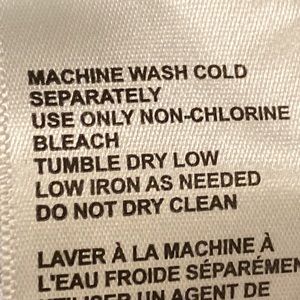 MACHINE WASH COLD
SEPARATELY
USE ONLY NON-CHLORINE
BLEACH
TUMBLE DRY LOW
LOW IRON AS NEEDED
DO NOT DRY CLEAN
LAVER À LA MACHINE À
L'EAU FROIDE SÉPARÉMEN
UTILISER UN AGENT DE